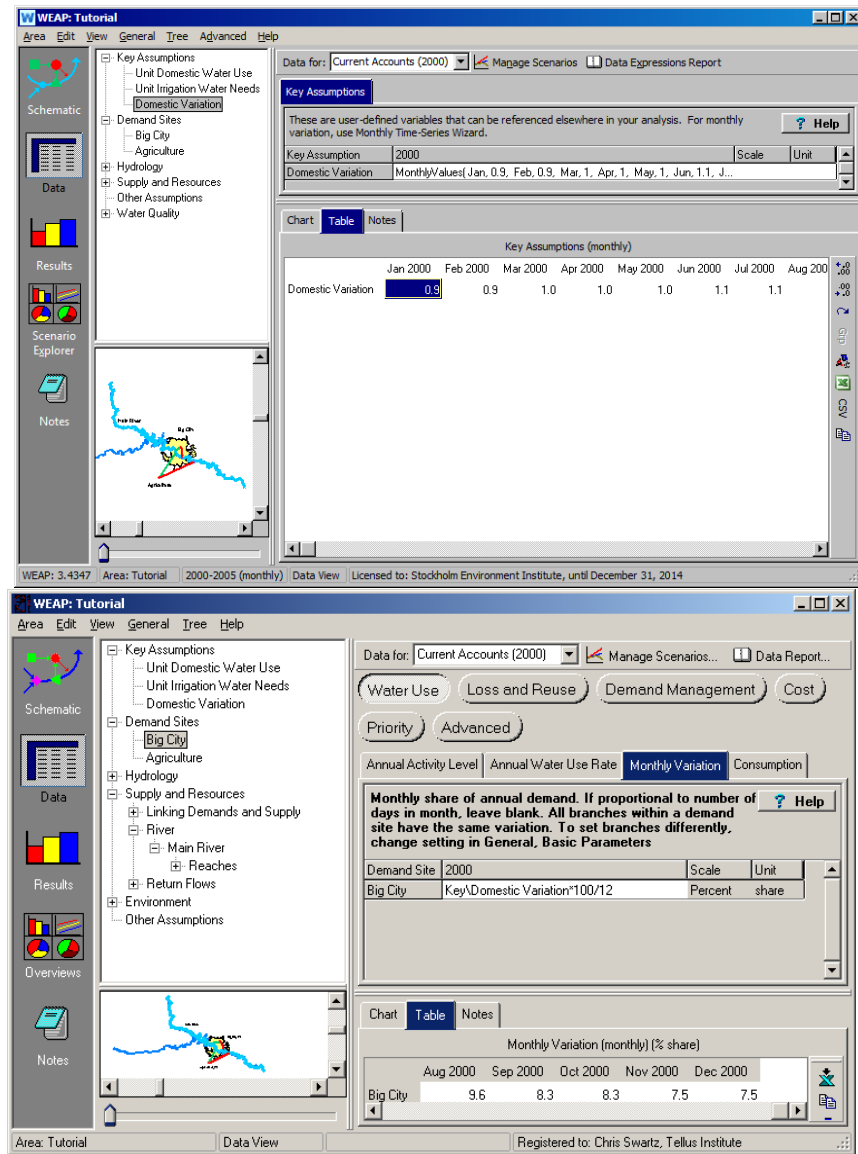 WEAP: Tutorial
Area Edit View General Tree Advanced Help
Schematic
Data
Results
Scenario
Explorer
Notes
Key Assumptions
Unit Domestic Water Use
Unit Irrigation Water Needs
Domestic Variation
Demand Sites
Big City
Agriculture
Hydrology
Supply and Resources
Other Assumptions
Water Quality
Main River
Big City
Agriculture
Data for: Current Accounts (2000) Manage Scenarios Data Expressions Report
Key Assumptions
These are user-defined variables that can be referenced elsewhere in your analysis. For monthly
variation, use Monthly Time-Series Wizard.
? Help
Key Assumption 2000 Scale Unit
Domestic Variation MonthlyValues( Jan, 0.9, Feb, 0.9, Mar, 1, Apr, 1, May, 1, Jun, 1.1, J...
Chart Table Notes
Key Assumptions (monthly)
Jan 2000 Feb 2000 Mar 2000 Apr 2000 May 2000 Jun 2000 Jul 2000 Aug 200
Domestic Variation 0.9 0.9 1.0 1.0 1.0 1.1 1.1
CSV
WEAP: 3.4347 Area: Tutorial 2000-2005 (monthly) Data View Licensed to: Stockholm Environment Institute, until December 31, 2014
WEAP: Tutorial
Area Edit View General Tree Help
Schematic
Data
Results
Overviews
Notes
Key Assumptions
Unit Domestic Water Use
Unit Irrigation Water Needs
Domestic Variation
Demand Sites
Big City
Agriculture
Hydrology
Supply and Resources
Linking Demands and Supply
River
Main River
Reaches
Return Flows
Environment
Other Assumptions
Data for: Current Accounts (2000) Manage Scenarios... Data Report...
Water Use Loss and Reuse Demand Management Cost
Priority Advanced
Annual Activity Level Annual Water Use Rate Monthly Variation Consumption
Monthly share of annual demand. If proportional to number of
days in month, leave blank. All branches within a demand
site have the same variation. To set branches differently,
change setting in General, Basic Parameters
? Help
Demand Site 2000 Scale Unit
Big City Key\Domestic Variation*100/12 Percent share
Chart Table Notes
Monthly Variation (monthly) (% share)
Aug 2000 Sep 2000 Oct 2000 Nov 2000 Dec 2000
Big City 9.6 8.3 8.3 7.5 7.5
Area: Tutorial Data View Registered to: Chris Swartz, Tellus Institute